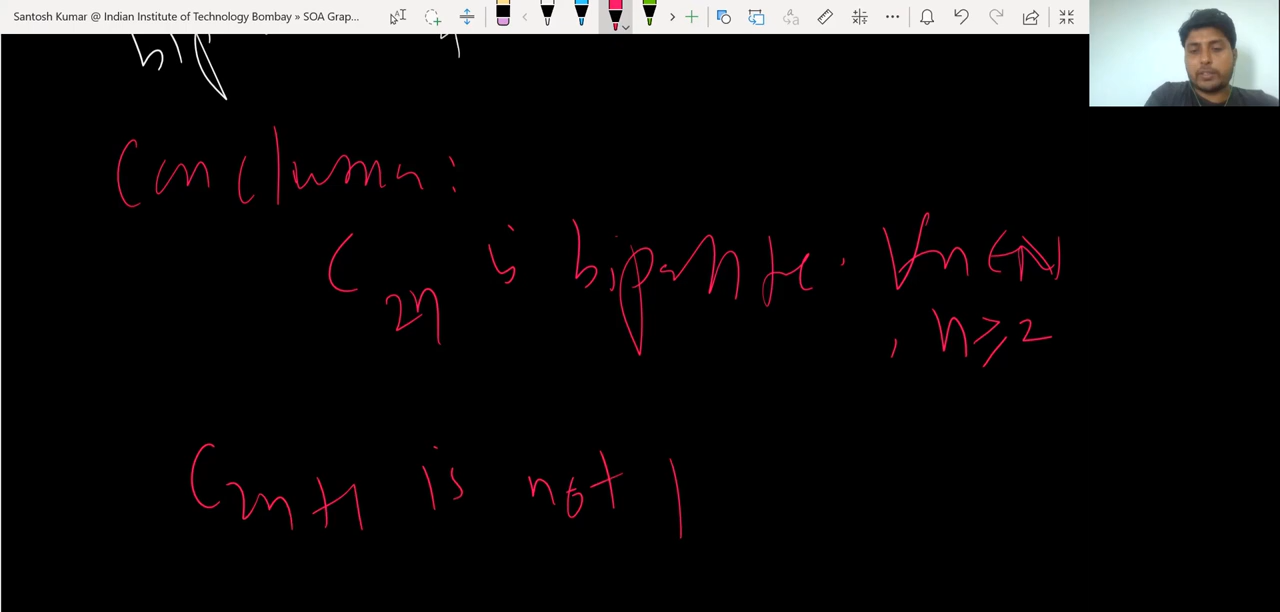 Santosh Kumar @ Indian Institute of Technology Bombay » SOA Grap...
Conclusion:
C₂ₙ is bipartite. ∀n∈ℕ
, n ≥ 2
C₂ₙ₊₁ is not